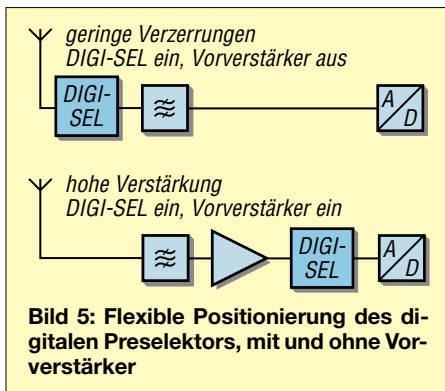 geringe Verzerrungen
DIGI-SEL ein, Vorverstärker aus
DIGI-
SEL
A
D
hohe Verstärkung
DIGI-SEL ein, Vorverstärker ein
DIGI-
SEL
A
D
Bild 5: Flexible Positionierung des di-
gitalen Preselektors, mit und ohne Vor-
verstärker